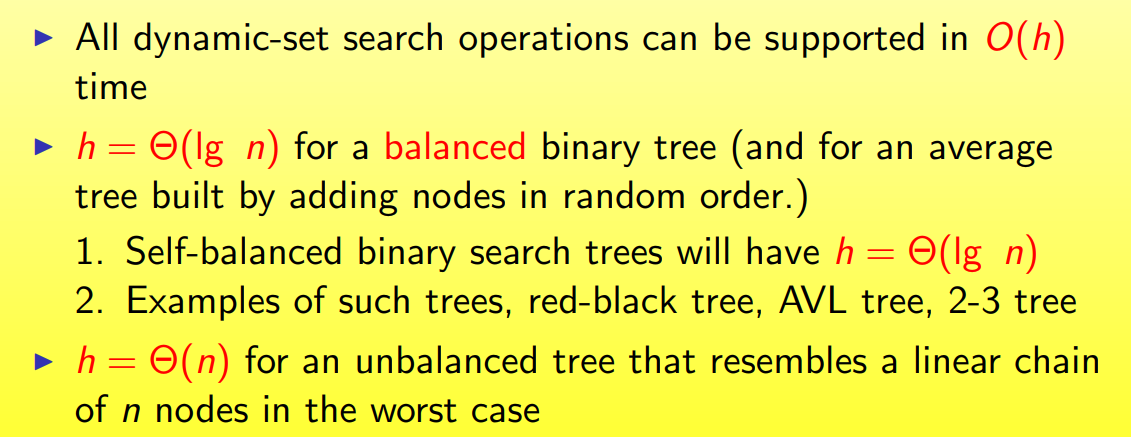 ▶ All dynamic-set search operations can be supported in O(h)
time
▶ h = Θ(lg n) for a balanced binary tree (and for an average
tree built by adding nodes in random order.)
1. Self-balanced binary search trees will have h = Θ(lg n)
2. Examples of such trees, red-black tree, AVL tree, 2-3 tree
▶ h = Θ(n) for an unbalanced tree that resembles a linear chain
of n nodes in the worst case